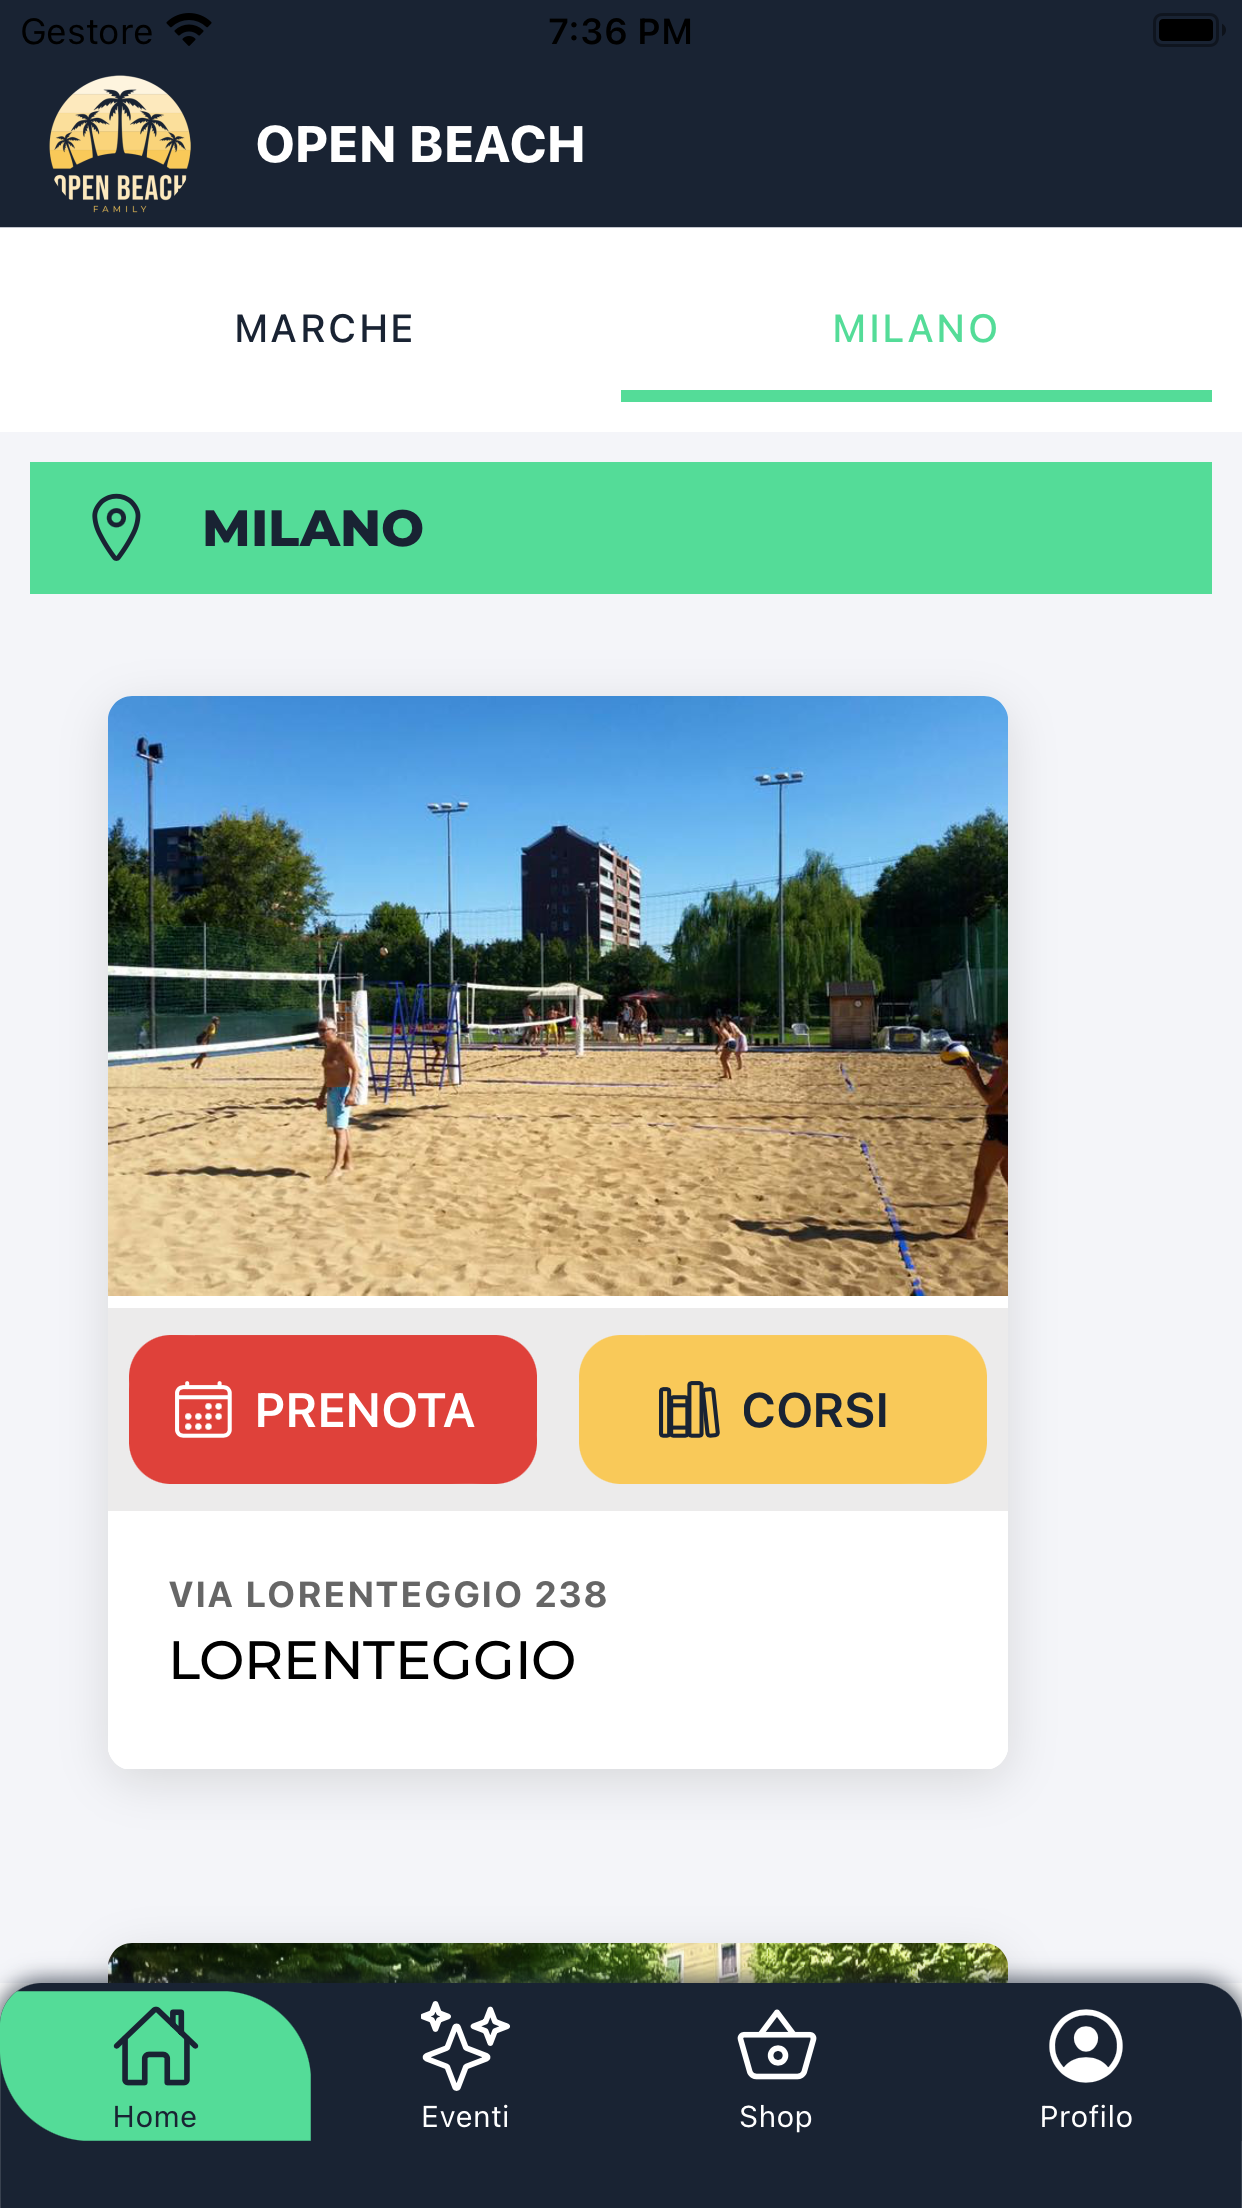 Gestore 7:36 PM
OPEN BEACH
FAMILY
OPEN BEACH
MARCHE MILANO
MILANO
PRENOTA CORSI
VIA LORENTEGGIO 238
LORENTEGGIO
Home Eventi Shop Profilo